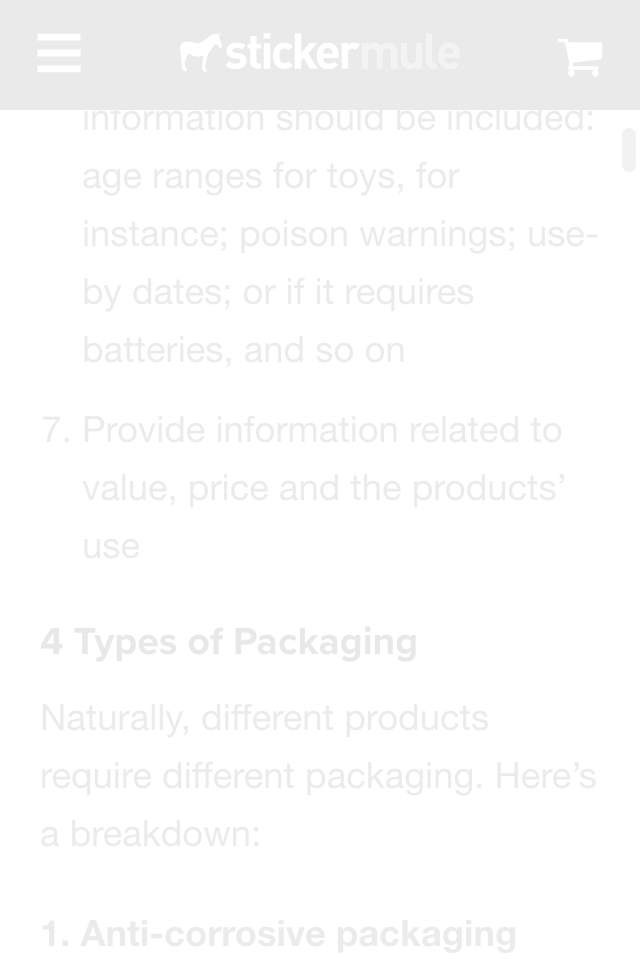 stickermule
information should be included:
age ranges for toys, for
instance; poison warnings; use-
by dates; or if it requires
batteries, and so on
7. Provide information related to
value, price and the products’
use
4 Types of Packaging
Naturally, different products
require different packaging. Here’s
a breakdown:
1. Anti-corrosive packaging